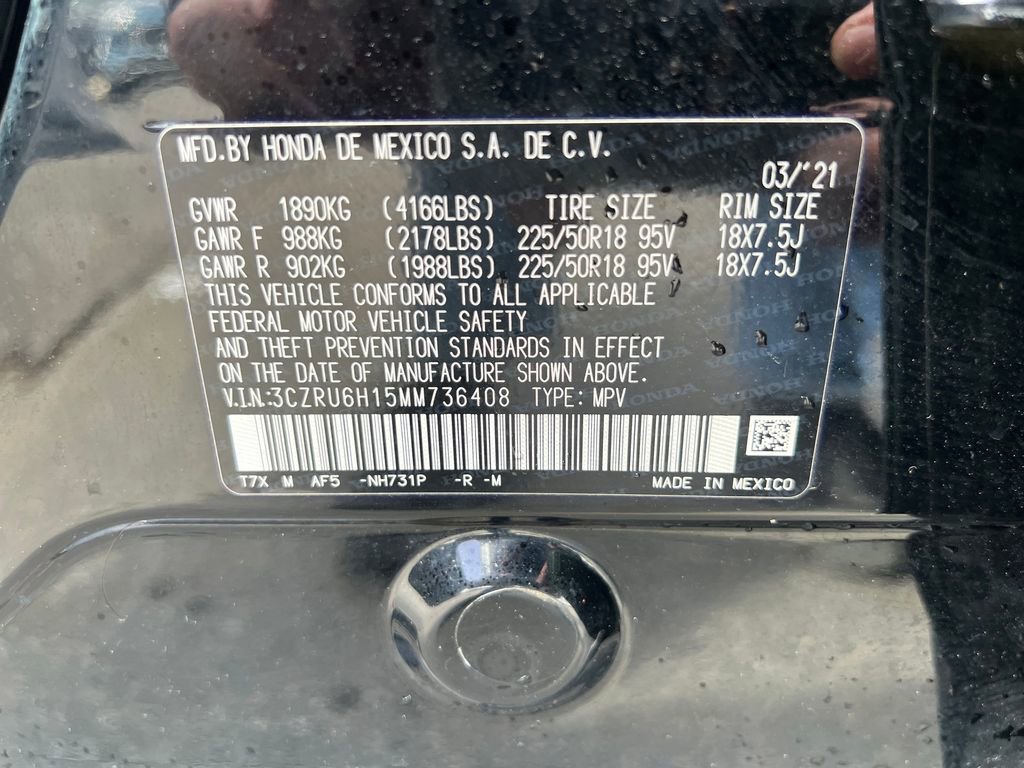 MFD.BY HONDA DE MEXICO S.A. DE C.V.
03/'21
GVWR 1890KG (4166LBS) TIRE SIZE RIM SIZE
GAWR F 988KG (2178LBS) 225/50R18 95V 18X7.5J
GAWR R 902KG (1988LBS) 225/50R18 95V 18X7.5J
THIS VEHICLE CONFORMS TO ALL APPLICABLE
FEDERAL MOTOR VEHICLE SAFETY
AND THEFT PREVENTION STANDARDS IN EFFECT
ON THE DATE OF MANUFACTURE SHOWN ABOVE.
V.I.N.:3CZRU6H15MM736408 TYPE: MPV
T7X M AF5 -NH731P -R -M MADE IN MEXICO